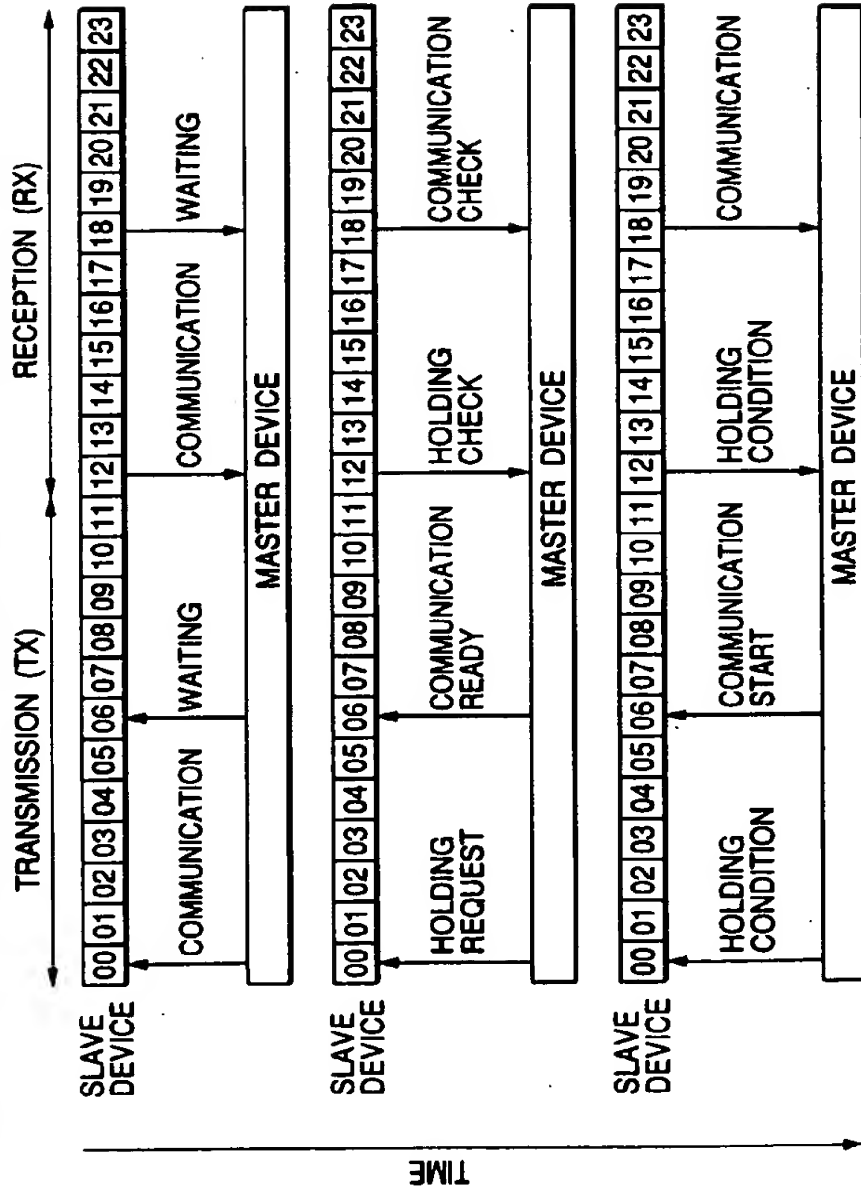 TRANSMISSION (TX)
RECEPTION (RX)
SLAVE
DEVICE
00 01 02 03 04 05 06 07 08 09 10 11 12 13 14 15 16 17 18 19 20 21 22 23
COMMUNICATION
WAITING
COMMUNICATION
WAITING
MASTER DEVICE
SLAVE
DEVICE
00 01 02 03 04 05 06 07 08 09 10 11 12 13 14 15 16 17 18 19 20 21 22 23
HOLDING
REQUEST
COMMUNICATION
READY
HOLDING
CHECK
COMMUNICATION
CHECK
MASTER DEVICE
SLAVE
DEVICE
00 01 02 03 04 05 06 07 08 09 10 11 12 13 14 15 16 17 18 19 20 21 22 23
HOLDING
CONDITION
COMMUNICATION
START
HOLDING
CONDITION
COMMUNICATION
MASTER DEVICE
TIME